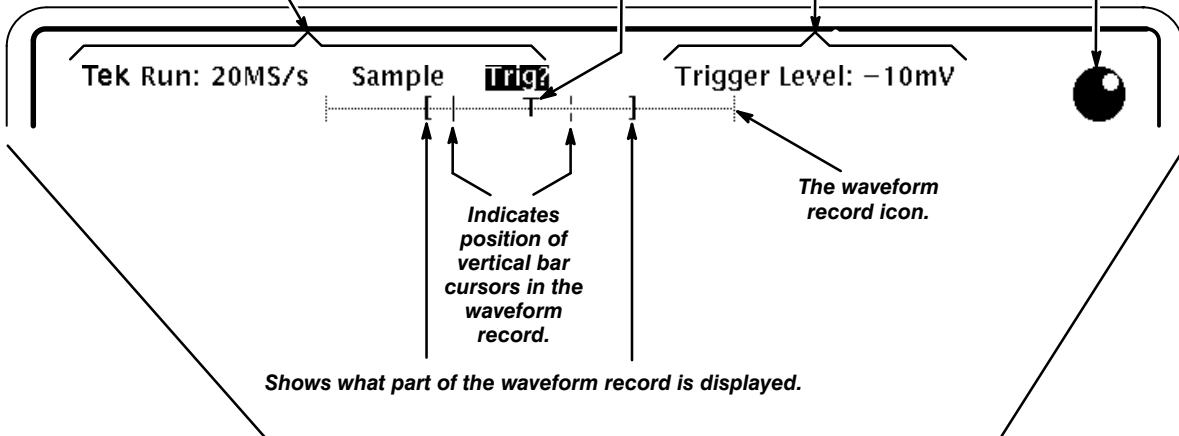 Tek Run: 20MS/s Sample Trig? Trigger Level: −10mV
[ T ]
The waveform
record icon.
Indicates
position of
vertical bar
cursors in the
waveform
record.
Shows what part of the waveform record is displayed.